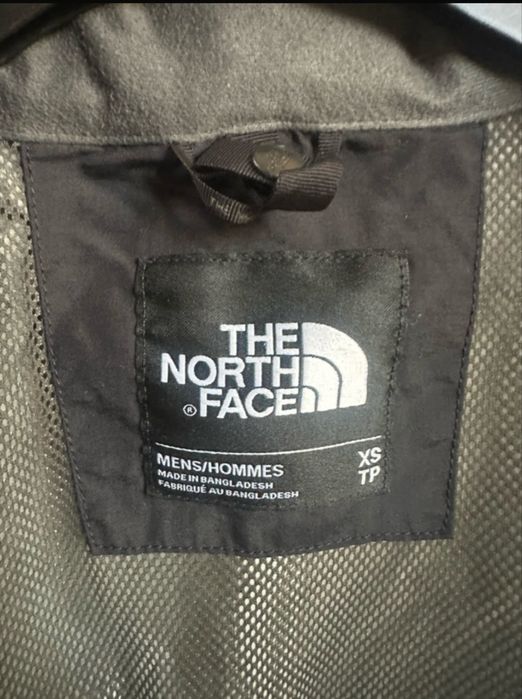 THE
NORTH
® FACE
MENS/HOMMES XS
MADE IN BANGLADESH TP
FABRIQUÉ AU BANGLADESH